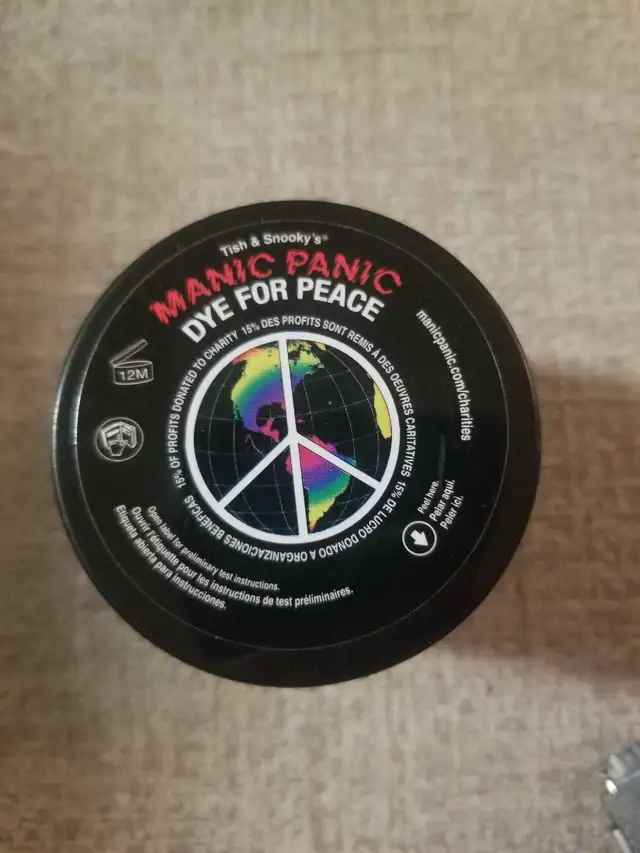 Tish & Snooky's™
MANIC PANIC
DYE FOR PEACE
15% OF PROFITS DONATED TO CHARITY 15% DES PROFITS SONT REMIS À DES OEUVRES CARITATIVES 15% DE LUCRO DONADO A ORGANIZACIONES BENEFICAS
manicpanic.com/charities
12M
Peel here.
Pelar aquí.
Peler ici.
Open label for preliminary test instructions.
Ouvrir l'étiquette pour les instructions de test préliminaires.
Etiqueta abierta para instrucciones.